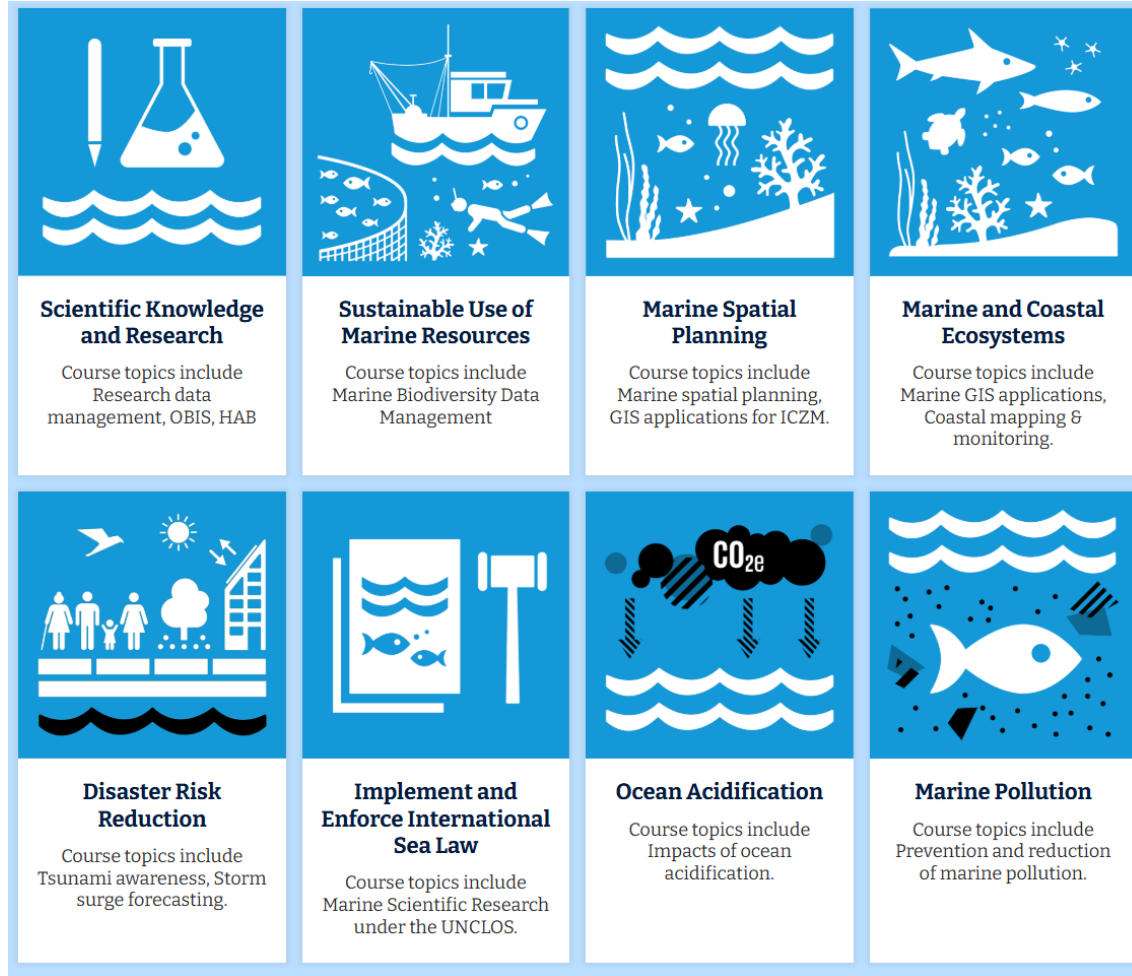 Scientific Knowledge
and Research
Course topics include
Research data
management, OBIS, HAB
Sustainable Use of
Marine Resources
Course topics include
Marine Biodiversity Data
Management
Marine Spatial
Planning
Course topics include
Marine spatial planning,
GIS applications for ICZM.
Marine and Coastal
Ecosystems
Course topics include
Marine GIS applications,
Coastal mapping &
monitoring.
Disaster Risk
Reduction
Course topics include
Tsunami awareness, Storm
surge forecasting.
Implement and
Enforce International
Sea Law
Course topics include
Marine Scientific Research
under the UNCLOS.
CO2e
Ocean Acidification
Course topics include
Impacts of ocean
acidification.
Marine Pollution
Course topics include
Prevention and reduction
of marine pollution.